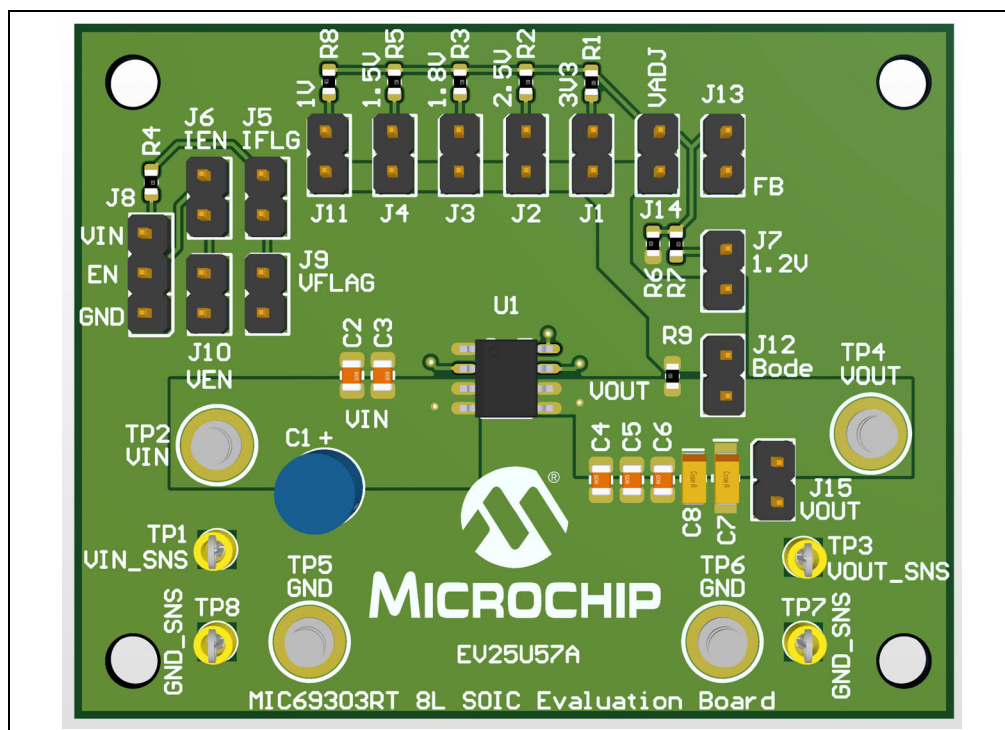 R8
1V
R5
1.5V
R3
1.8V
R2
2.5V
R1
3V3
VADJ
J13
J6
IEN
J5
IFLG
R4
J8
FB
J11
J4
J3
J2
J1
J14
VIN
EN
GND
J9
VFLAG
R6
R7
J7
1.2V
J10
VEN
C2
C3
U1
R9
J12
Bode
TP4
VOUT
VOUT
VIN
TP2
VIN
C1 +
C4
C5
C6
®
J15
VOUT
C8
C7
TP1
VIN_SNS
TP3
VOUT_SNS
TP5
GND
TP6
GND
MICROCHIP
TP8
GND_SNS
TP7
GND_SNS
EV25U57A
MIC69303RT 8L SOIC Evaluation Board